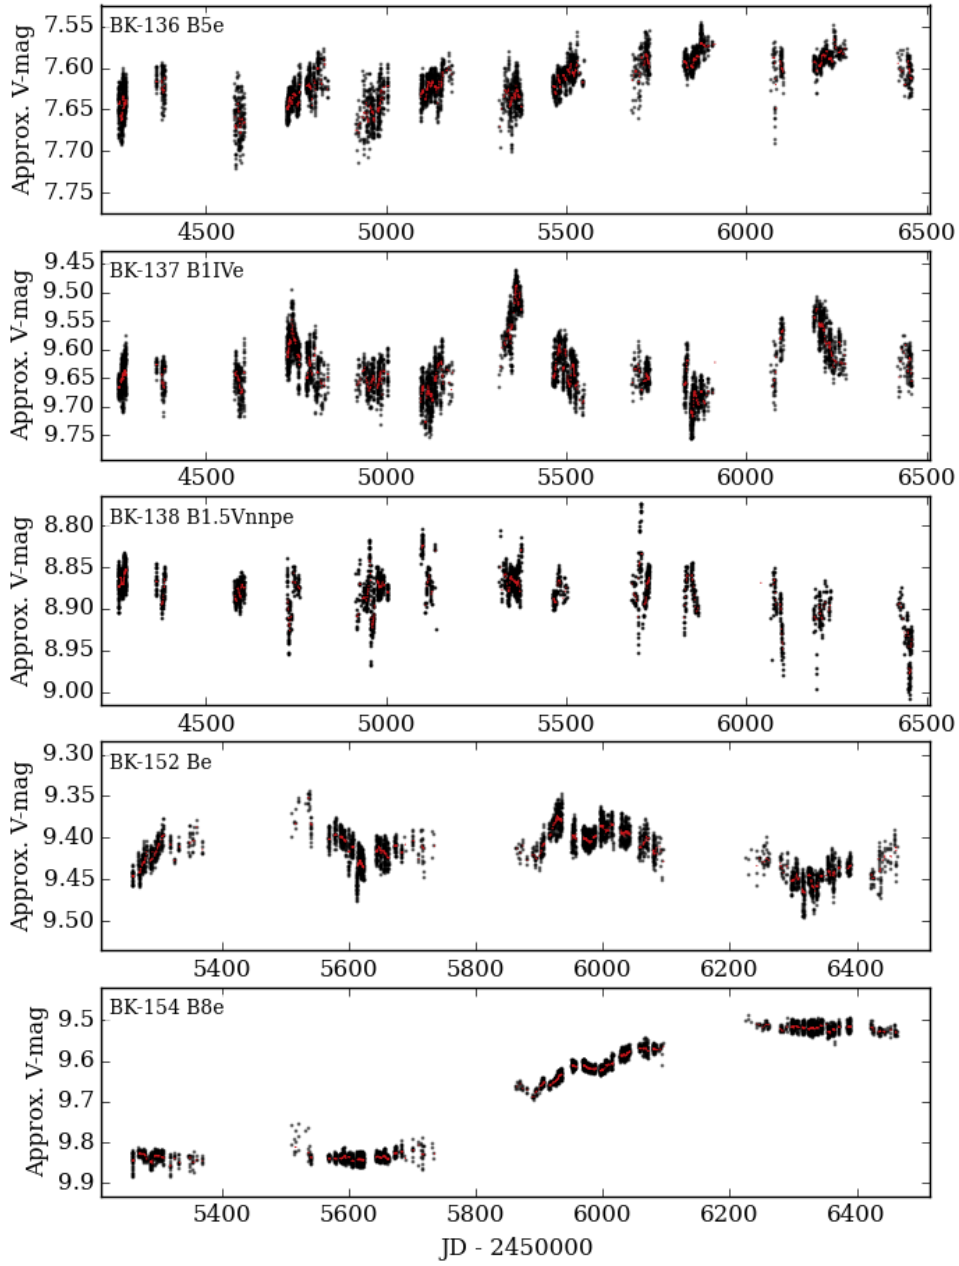 BK-136 B5e
Approx. V-mag
7.55
7.60
7.65
7.70
7.75
4500 5000 5500 6000 6500
BK-137 B1IVe
Approx. V-mag
9.45
9.50
9.55
9.60
9.65
9.70
9.75
4500 5000 5500 6000 6500
BK-138 B1.5Vnnpe
Approx. V-mag
8.80
8.85
8.90
8.95
9.00
4500 5000 5500 6000 6500
BK-152 Be
Approx. V-mag
9.30
9.35
9.40
9.45
9.50
5400 5600 5800 6000 6200 6400
BK-154 B8e
Approx. V-mag
9.5
9.6
9.7
9.8
9.9
5400 5600 5800 6000 6200 6400
JD - 2450000